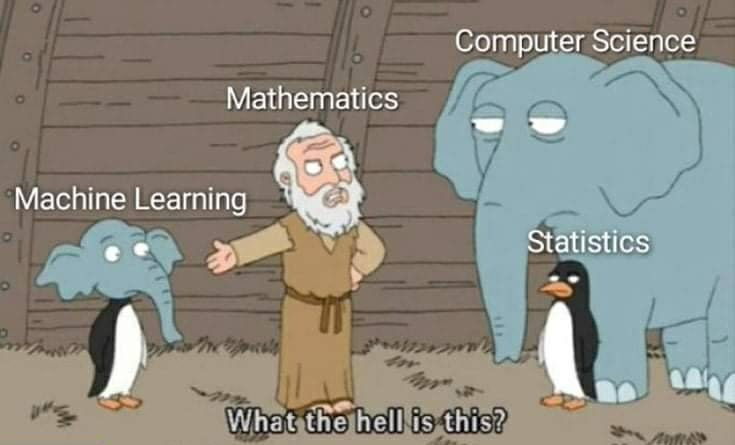 Computer Science
Mathematics
Machine Learning
Statistics
What the hell is this?